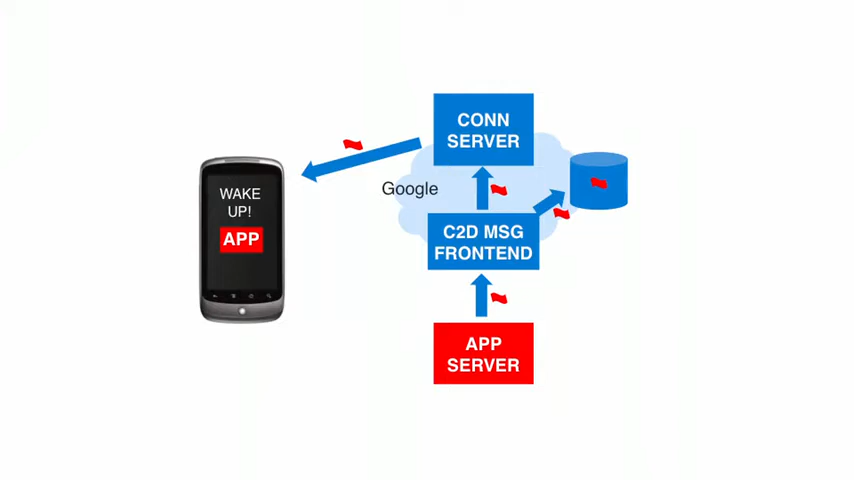 CONN
SERVER
Google
WAKE
UP!
APP
C2D MSG
FRONTEND
APP
SERVER